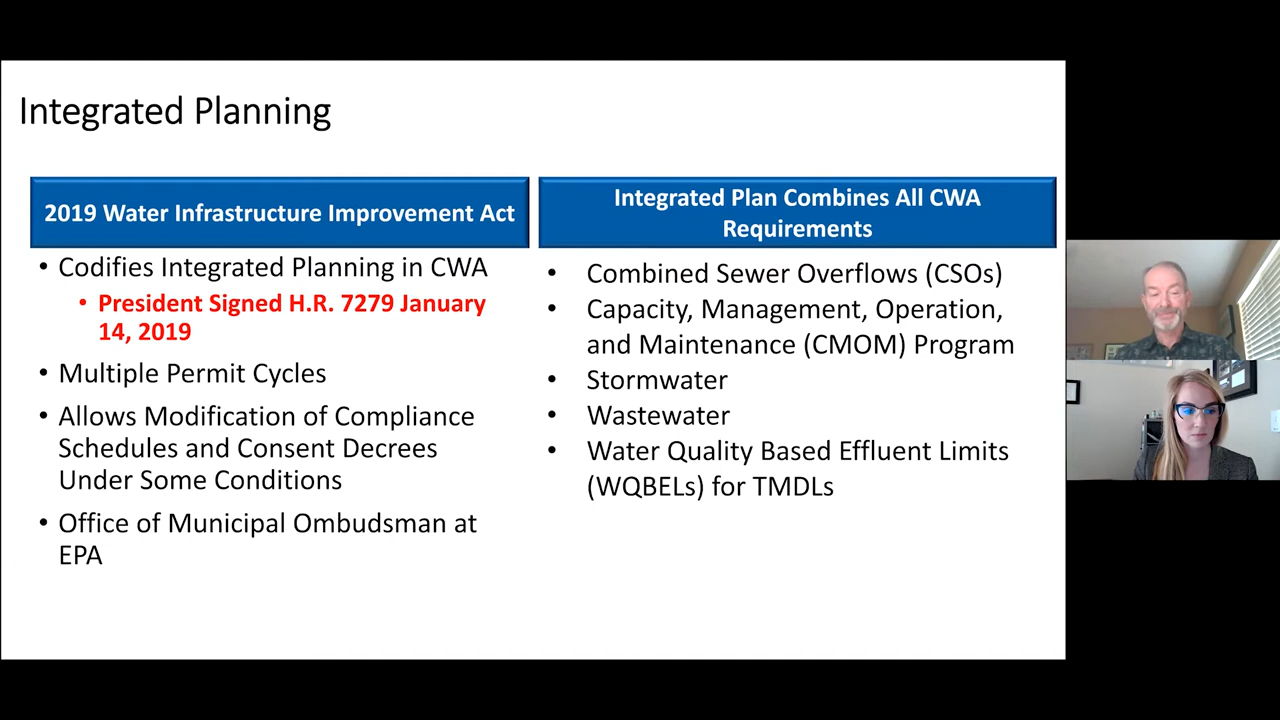 Integrated Planning
2019 Water Infrastructure Improvement Act
• Codifies Integrated Planning in CWA
• President Signed H.R. 7279 January
14, 2019
• Multiple Permit Cycles
• Allows Modification of Compliance
Schedules and Consent Decrees
Under Some Conditions
• Office of Municipal Ombudsman at
EPA
Integrated Plan Combines All CWA
Requirements
• Combined Sewer Overflows (CSOs)
• Capacity, Management, Operation,
and Maintenance (CMOM) Program
• Stormwater
• Wastewater
• Water Quality Based Effluent Limits
(WQBELs) for TMDLs